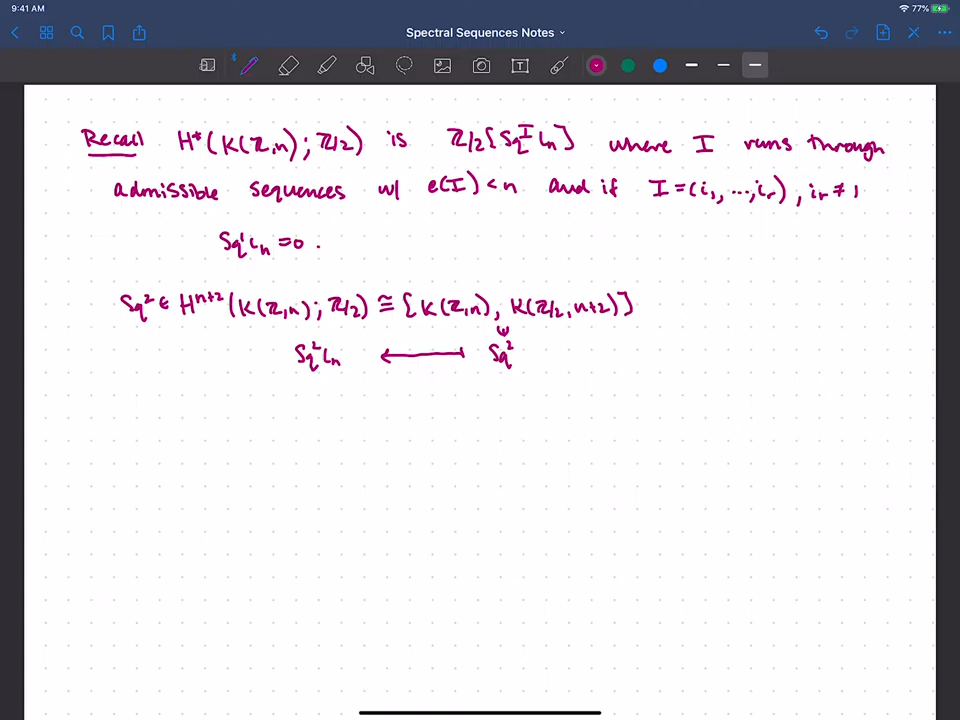 9:41 AM
77%
Spectral Sequences Notes
Recall H*(K(ℤ,n); ℤ/2) is ℤ/2{Sq^I ι_n} where I runs through
admissible sequences w/ e(I) < n and if I = (i_1, ..., i_r), i_r ≠ 1
Sq^1 ι_n = 0.
Sq^2 ∈ H^{n+2}(K(ℤ,n); ℤ/2) ≅ [K(ℤ,n), K(ℤ/2, n+2)]
Sq^2 ι_n ⟵ Sq^2